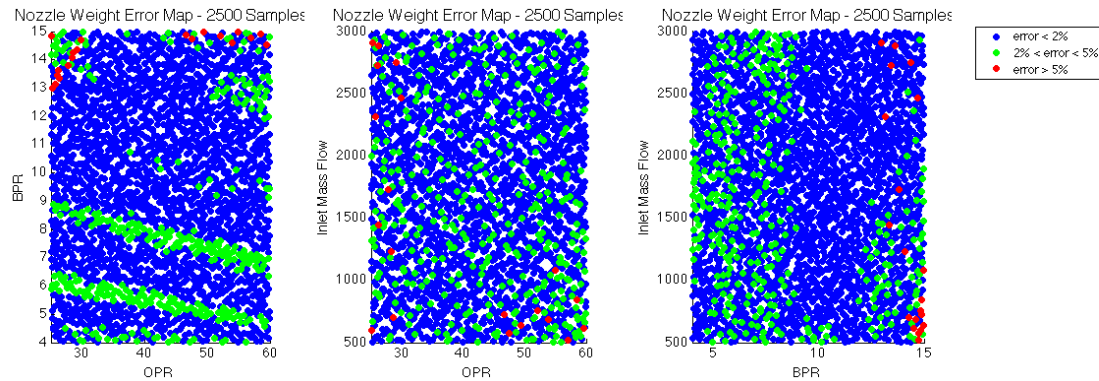 Nozzle Weight Error Map - 2500 Samples
15
14
13
12
11
10
9
8
7
6
5
4
BPR
30
40
50
60
OPR
Nozzle Weight Error Map - 2500 Samples
3000
2500
2000
1500
1000
500
Inlet Mass Flow
30
40
50
60
OPR
Nozzle Weight Error Map - 2500 Samples
3000
2500
2000
1500
1000
500
Inlet Mass Flow
5
10
15
BPR
error < 2%
2% < error < 5%
error > 5%